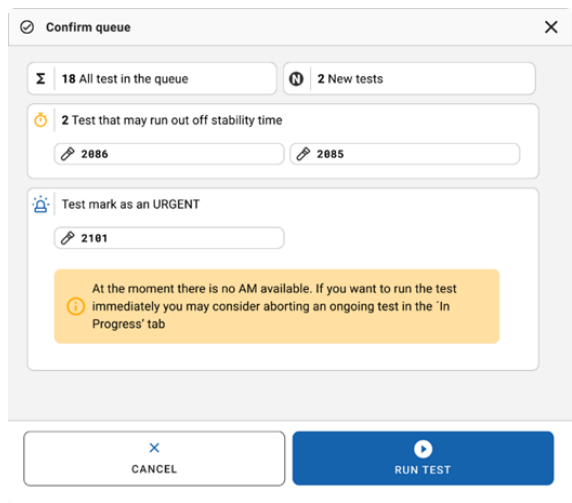 Confirm queue
Σ 18 All test in the queue
N 2 New tests
2 Test that may run out off stability time
2086
2085
Test mark as an URGENT
2101
At the moment there is no AM available. If you want to run the test
immediately you may consider aborting an ongoing test in the ´In
Progress’ tab
CANCEL
RUN TEST